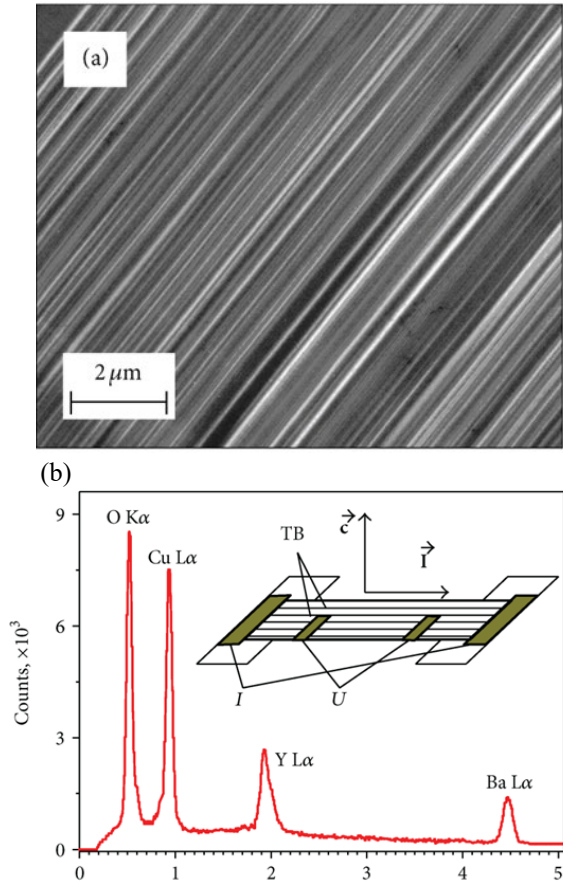 (a)
2 μm
(b)
9
O Kα
Cu Lα
TB
c
I
6
Counts, ×10³
I
U
3
Y Lα
Ba Lα
0
0 1 2 3 4 5